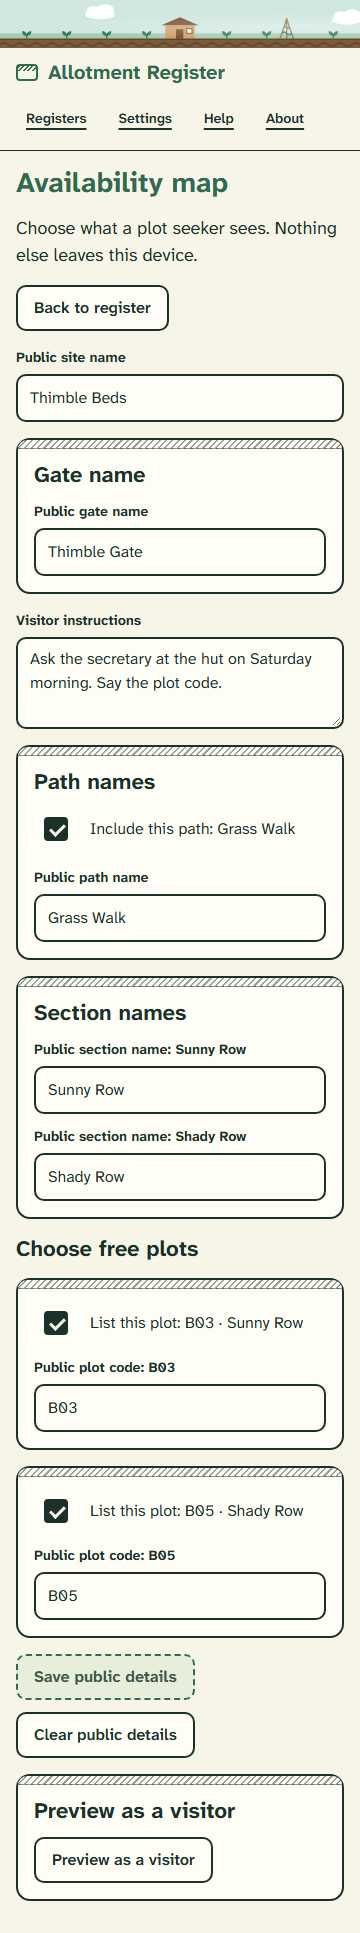 Allotment Register
Registers
Settings
Help
About
Availability map
Choose what a plot seeker sees. Nothing
else leaves this device.
Back to register
Public site name
Thimble Beds
Gate name
Public gate name
Thimble Gate
Visitor instructions
Ask the secretary at the hut on Saturday
morning. Say the plot code.
Path names
Include this path: Grass Walk
Public path name
Grass Walk
Section names
Public section name: Sunny Row
Sunny Row
Public section name: Shady Row
Shady Row
Choose free plots
List this plot: B03 · Sunny Row
Public plot code: B03
B03
List this plot: B05 · Shady Row
Public plot code: B05
B05
Save public details
Clear public details
Preview as a visitor
Preview as a visitor